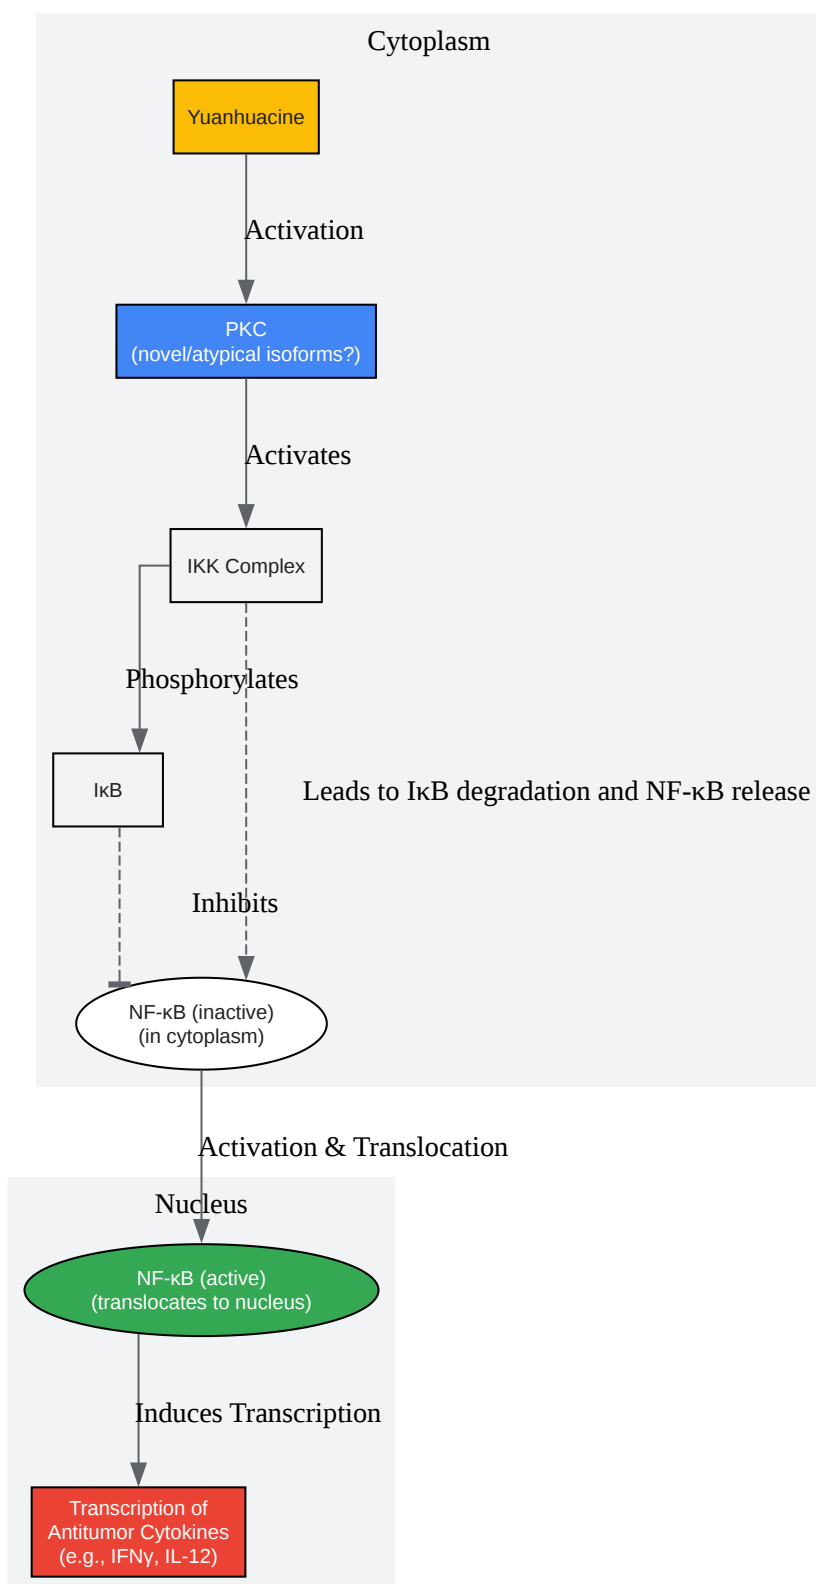 Cytoplasm
Yuanhuacine
Activation
PKC
(novel/atypical isoforms?)
Activates
IKK Complex
Phosphorylates
IκB
Leads to IκB degradation and NF-κB release
Inhibits
NF-κB (inactive)
(in cytoplasm)
Activation & Translocation
Nucleus
NF-κB (active)
(translocates to nucleus)
Induces Transcription
Transcription of
Antitumor Cytokines
(e.g., IFNγ, IL-12)